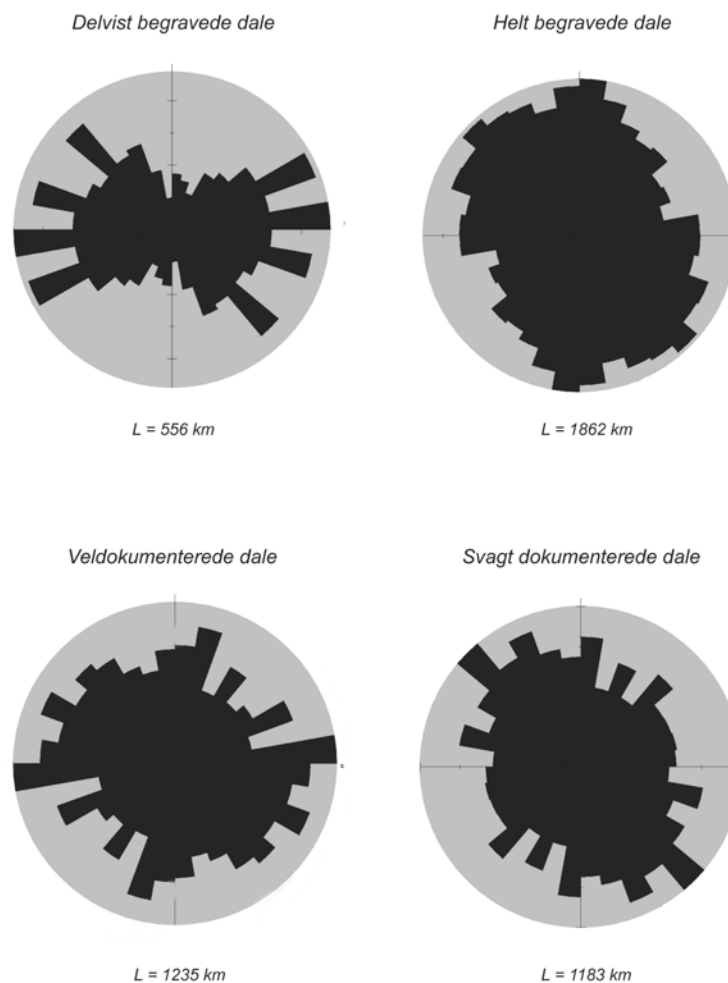 Delvist begravede dale
Helt begravede dale
L = 556 km
L = 1862 km
Veldokumenterede dale
Svagt dokumenterede dale
L = 1235 km
L = 1183 km